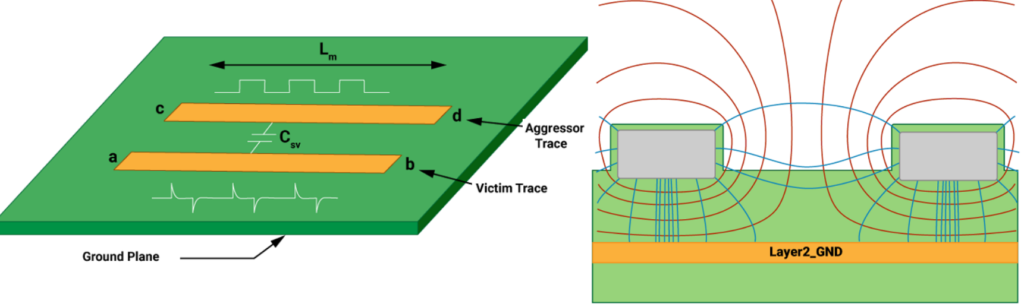 Lm
c
d
Aggressor
Trace
Csv
a
b
Victim Trace
Ground Plane
Layer2_GND